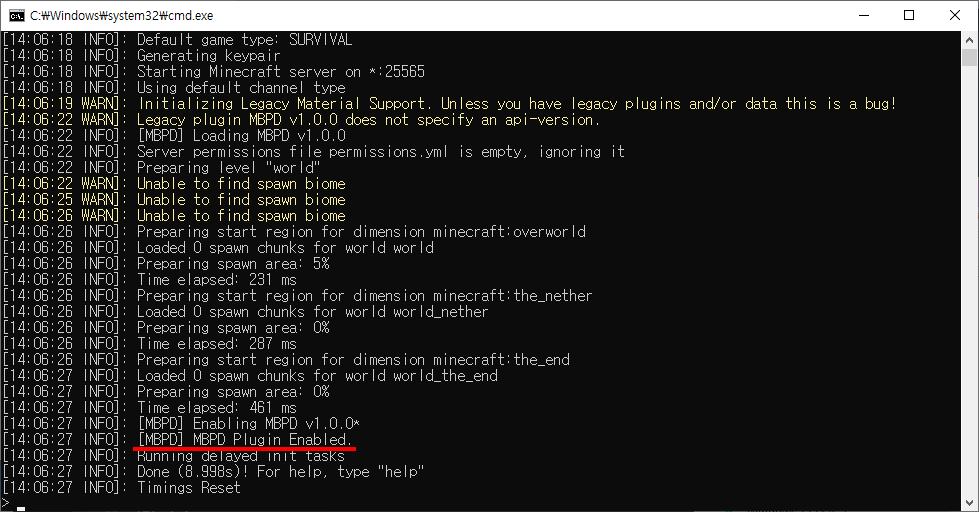 C:₩Windows₩system32₩cmd.exe
[14:06:18 INFO]: Default game type: SURVIVAL
[14:06:18 INFO]: Generating keypair
[14:06:18 INFO]: Starting Minecraft server on *:25565
[14:06:18 INFO]: Using default channel type
[14:06:19 WARN]: Initializing Legacy Material Support. Unless you have legacy plugins and/or data this is a bug!
[14:06:22 WARN]: Legacy plugin MBPD v1.0.0 does not specify an api-version.
[14:06:22 INFO]: [MBPD] Loading MBPD v1.0.0
[14:06:22 INFO]: Server permissions file permissions.yml is empty, ignoring it
[14:06:22 INFO]: Preparing level "world"
[14:06:22 WARN]: Unable to find spawn biome
[14:06:25 WARN]: Unable to find spawn biome
[14:06:26 WARN]: Unable to find spawn biome
[14:06:26 INFO]: Preparing start region for dimension minecraft:overworld
[14:06:26 INFO]: Loaded 0 spawn chunks for world world
[14:06:26 INFO]: Preparing spawn area: 5%
[14:06:26 INFO]: Time elapsed: 231 ms
[14:06:26 INFO]: Preparing start region for dimension minecraft:the_nether
[14:06:26 INFO]: Loaded 0 spawn chunks for world world_nether
[14:06:26 INFO]: Preparing spawn area: 0%
[14:06:26 INFO]: Time elapsed: 287 ms
[14:06:26 INFO]: Preparing start region for dimension minecraft:the_end
[14:06:27 INFO]: Loaded 0 spawn chunks for world world_the_end
[14:06:27 INFO]: Preparing spawn area: 0%
[14:06:27 INFO]: Time elapsed: 461 ms
[14:06:27 INFO]: [MBPD] Enabling MBPD v1.0.0*
[14:06:27 INFO]: [MBPD] MBPD Plugin Enabled.
[14:06:27 INFO]: Running delayed init tasks
[14:06:27 INFO]: Done (8.998s)! For help, type "help"
[14:06:27 INFO]: Timings Reset
>